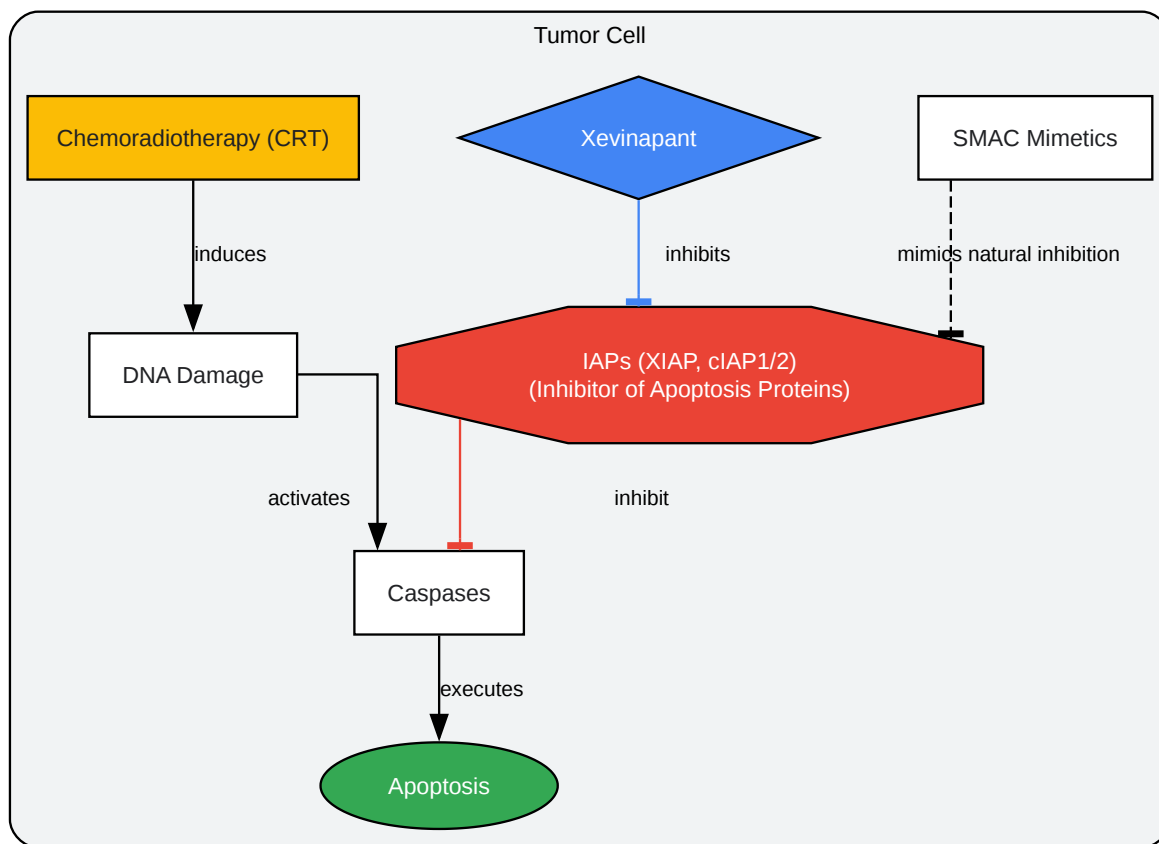 Tumor Cell
Chemoradiotherapy (CRT)
Xevinapant
SMAC Mimetics
induces
inhibits
mimics natural inhibition
DNA Damage
IAPs (XIAP, cIAP1/2)
(Inhibitor of Apoptosis Proteins)
activates
inhibit
Caspases
executes
Apoptosis